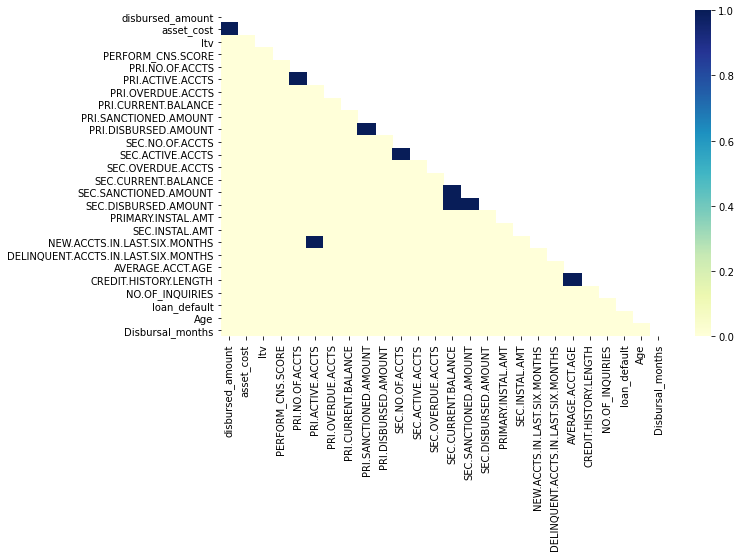 disbursed_amount
asset_cost
ltv
PERFORM_CNS.SCORE
PRI.NO.OF.ACCTS
PRI.ACTIVE.ACCTS
PRI.OVERDUE.ACCTS
PRI.CURRENT.BALANCE
PRI.SANCTIONED.AMOUNT
PRI.DISBURSED.AMOUNT
SEC.NO.OF.ACCTS
SEC.ACTIVE.ACCTS
SEC.OVERDUE.ACCTS
SEC.CURRENT.BALANCE
SEC.SANCTIONED.AMOUNT
SEC.DISBURSED.AMOUNT
PRIMARY.INSTAL.AMT
SEC.INSTAL.AMT
NEW.ACCTS.IN.LAST.SIX.MONTHS
DELINQUENT.ACCTS.IN.LAST.SIX.MONTHS
AVERAGE.ACCT.AGE
CREDIT.HISTORY.LENGTH
NO.OF_INQUIRIES
loan_default
Age
Disbursal_months
disbursed_amount
asset_cost
ltv
PERFORM_CNS.SCORE
PRI.NO.OF.ACCTS
PRI.ACTIVE.ACCTS
PRI.OVERDUE.ACCTS
PRI.CURRENT.BALANCE
PRI.SANCTIONED.AMOUNT
PRI.DISBURSED.AMOUNT
SEC.NO.OF.ACCTS
SEC.ACTIVE.ACCTS
SEC.OVERDUE.ACCTS
SEC.CURRENT.BALANCE
SEC.SANCTIONED.AMOUNT
SEC.DISBURSED.AMOUNT
PRIMARY.INSTAL.AMT
SEC.INSTAL.AMT
NEW.ACCTS.IN.LAST.SIX.MONTHS
DELINQUENT.ACCTS.IN.LAST.SIX.MONTHS
AVERAGE.ACCT.AGE
CREDIT.HISTORY.LENGTH
NO.OF_INQUIRIES
loan_default
Age
Disbursal_months
1.0
0.8
0.6
0.4
0.2
0.0